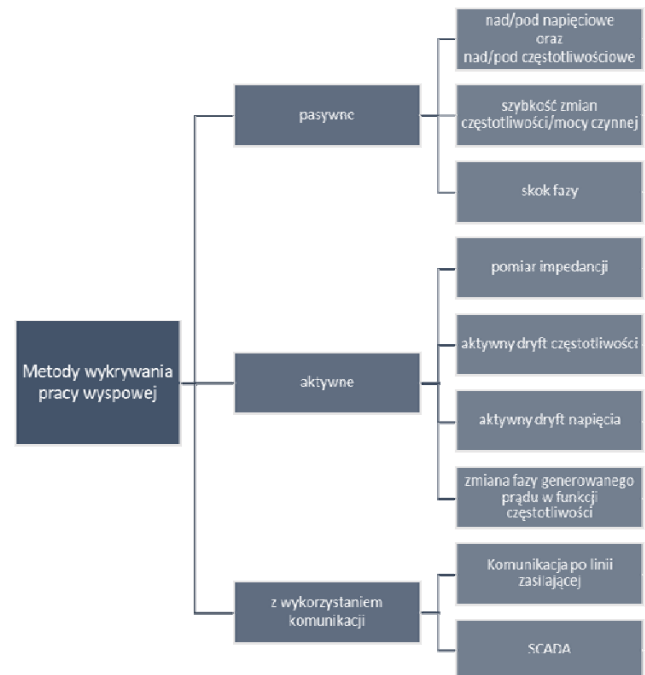 Metody wykrywania
pracy wyspowej
pasywne
nad/pod napięciowe
oraz
nad/pod częstotliwościowe
szybkość zmian
częstotliwości/mocy czynnej
skok fazy
aktywne
pomiar impedancji
aktywny dryft częstotliwości
aktywny dryft napięcia
zmiana fazy generowanego
prądu w funkcji
częstotliwości
z wykorzystaniem
komunikacji
Komunikacja po linii
zasilającej
SCADA